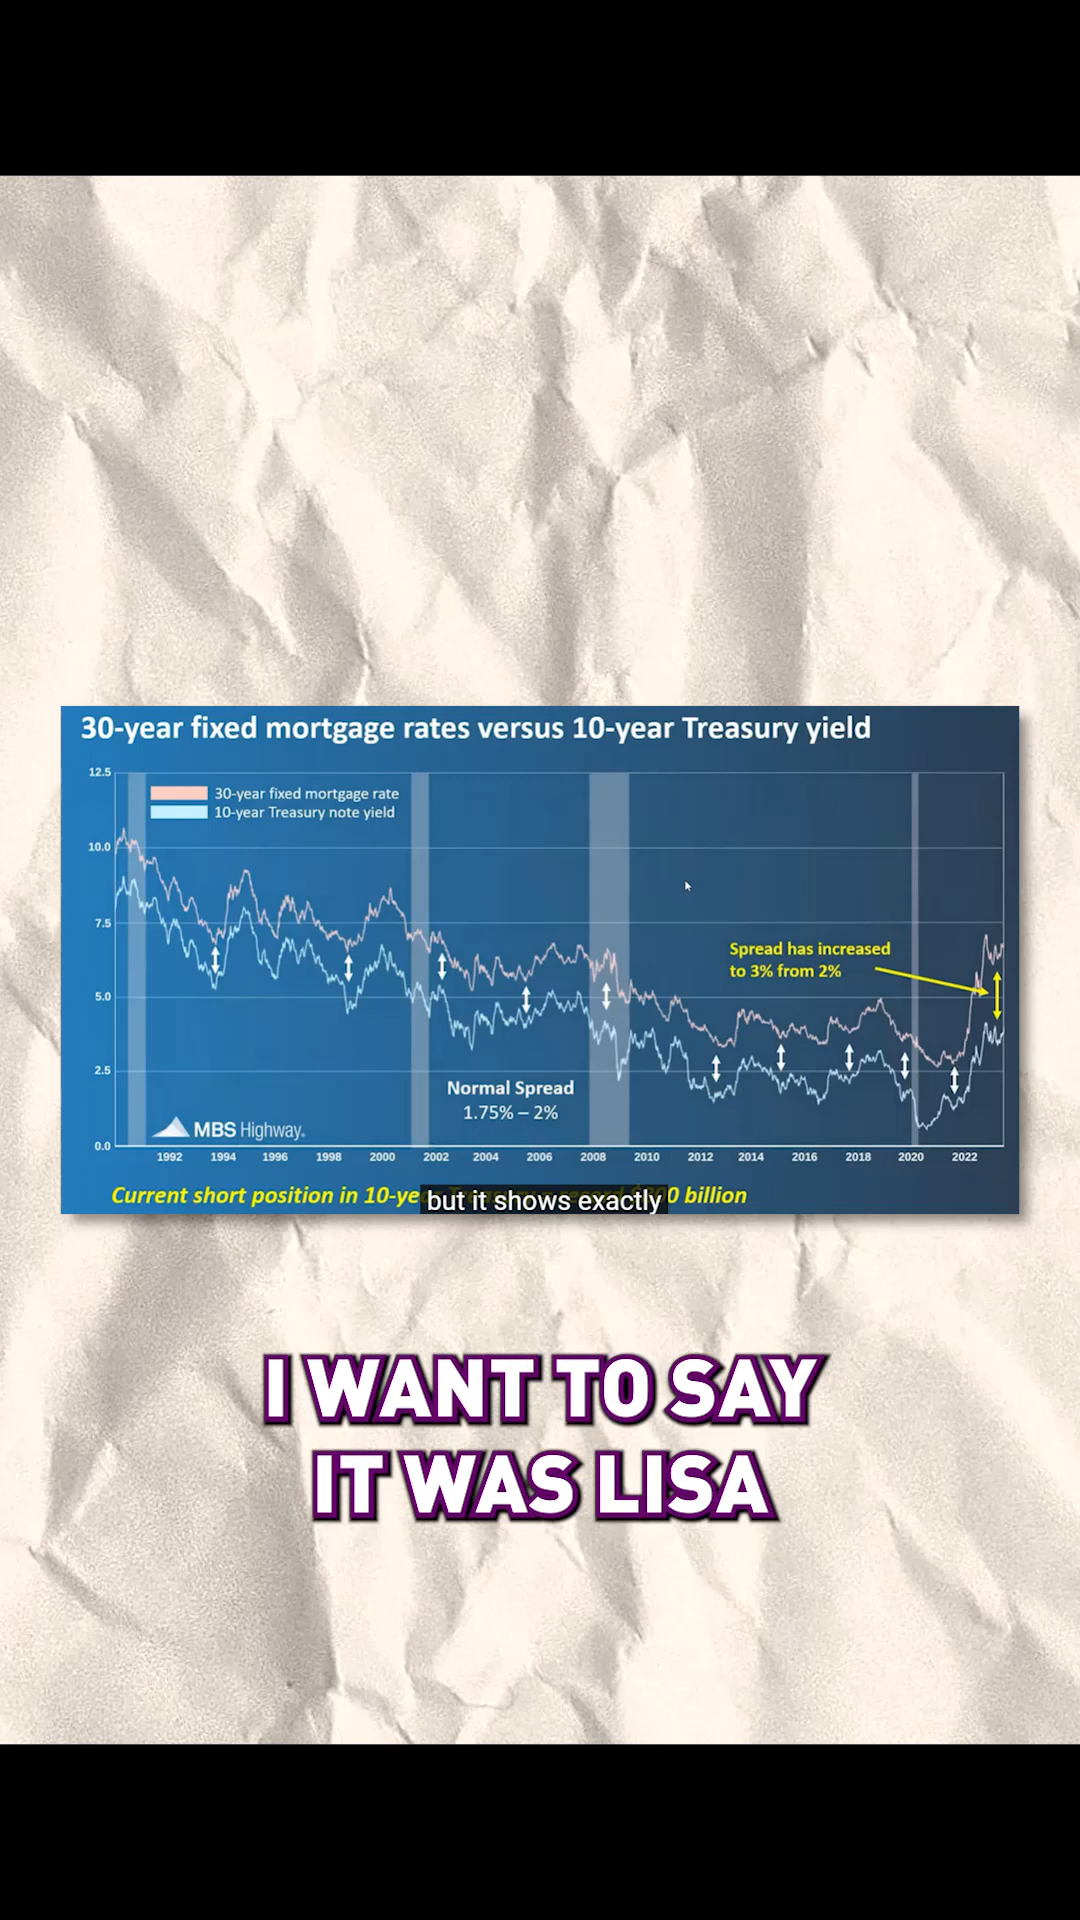 30-year fixed mortgage rates versus 10-year Treasury yield
12.5
30-year fixed mortgage rate
10-year Treasury note yield
10.0
7.5
Spread has increased
to 3% from 2%
5.0
2.5
Normal Spread
1.75% – 2%
MBS Highway.
0.0
1992 1994 1996 1998 2000 2002 2004 2006 2008 2010 2012 2014 2016 2018 2020 2022
Current short position in 10-ye billion
but it shows exactly
I WANT TO SAY
IT WAS LISA